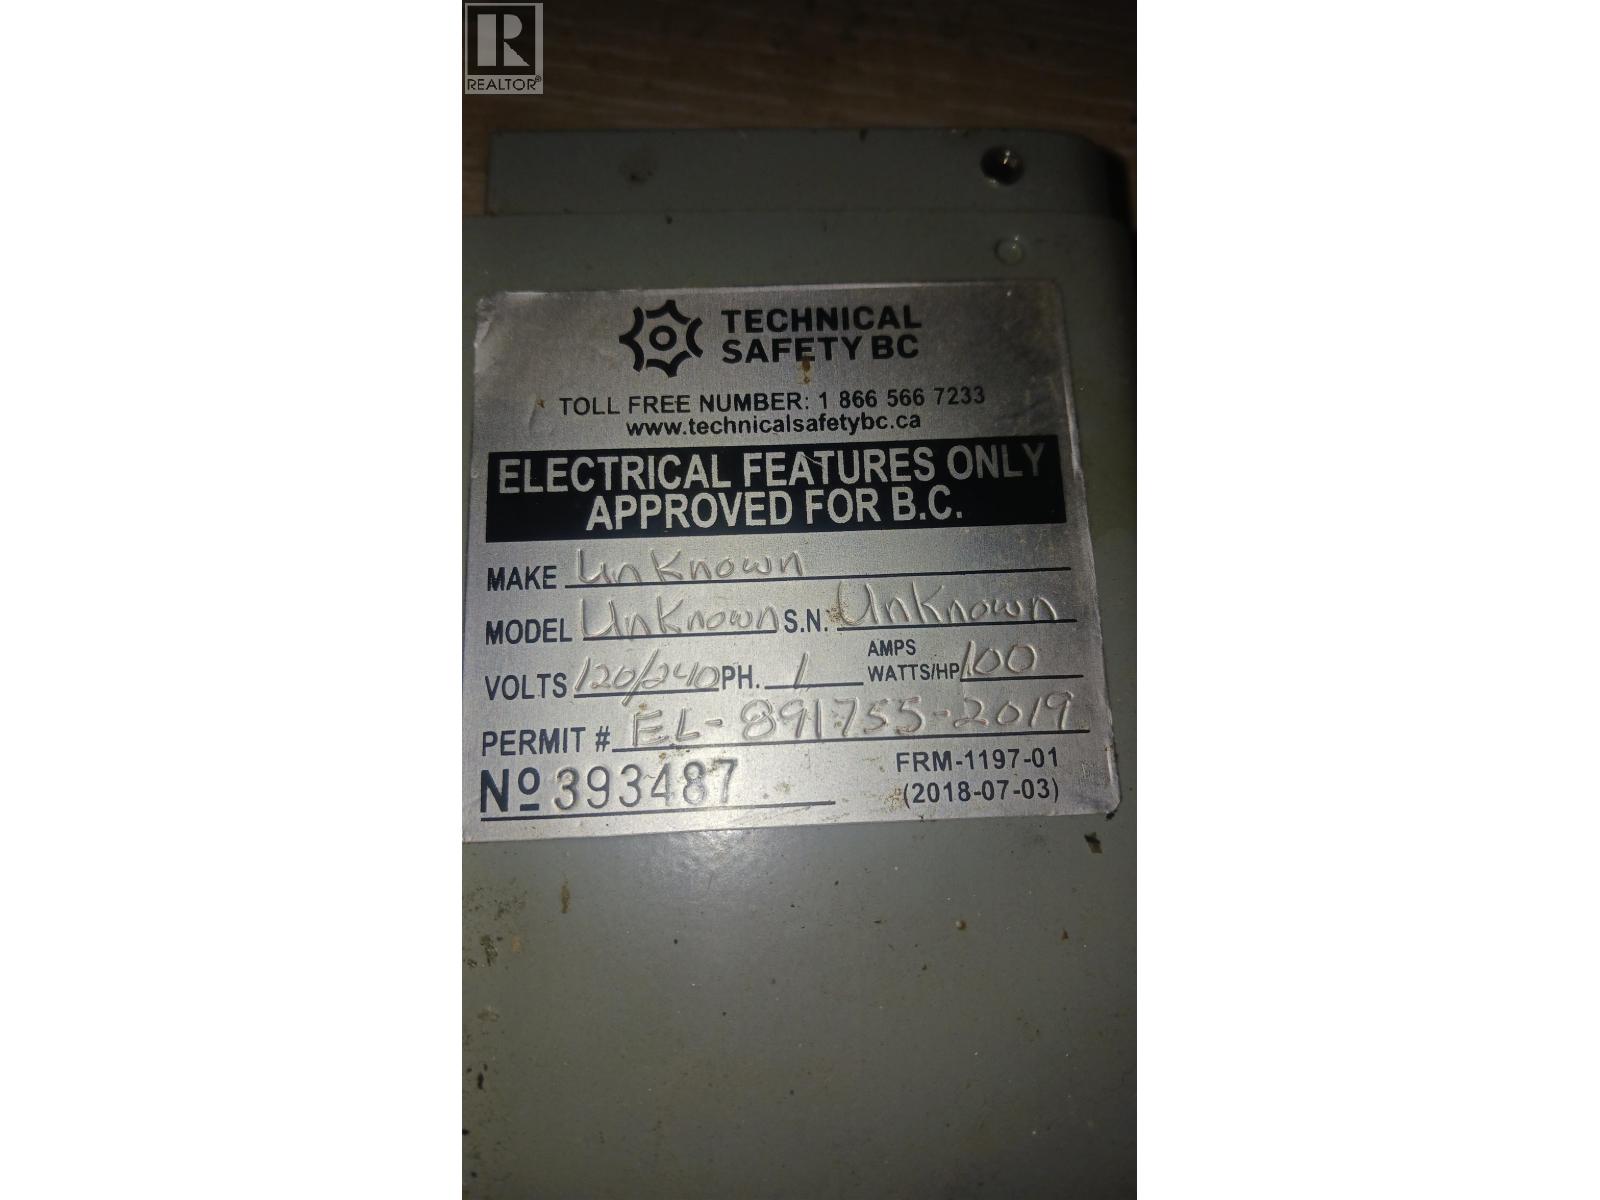 R
REALTOR®
TECHNICAL
SAFETY BC
TOLL FREE NUMBER: 1 866 566 7233
www.technicalsafetybc.ca
ELECTRICAL FEATURES ONLY
APPROVED FOR B.C.
MAKE Unknown
MODEL Unknown S.N: Unknown
VOLTS 120/240 PH. 1 AMPS WATTS/HP 100
PERMIT # EL-891755-2019
Nº 393487 FRM-1197-01
(2018-07-03)